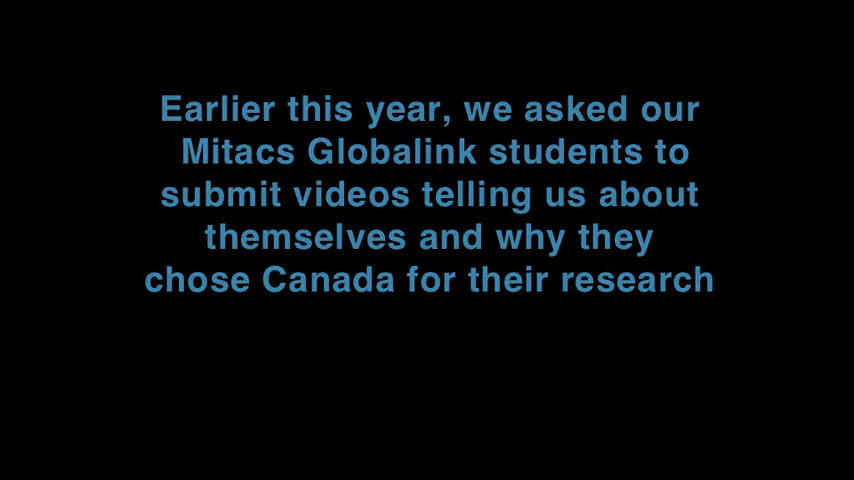 Earlier this year, we asked our
Mitacs Globalink students to
submit videos telling us about
themselves and why they
chose Canada for their research